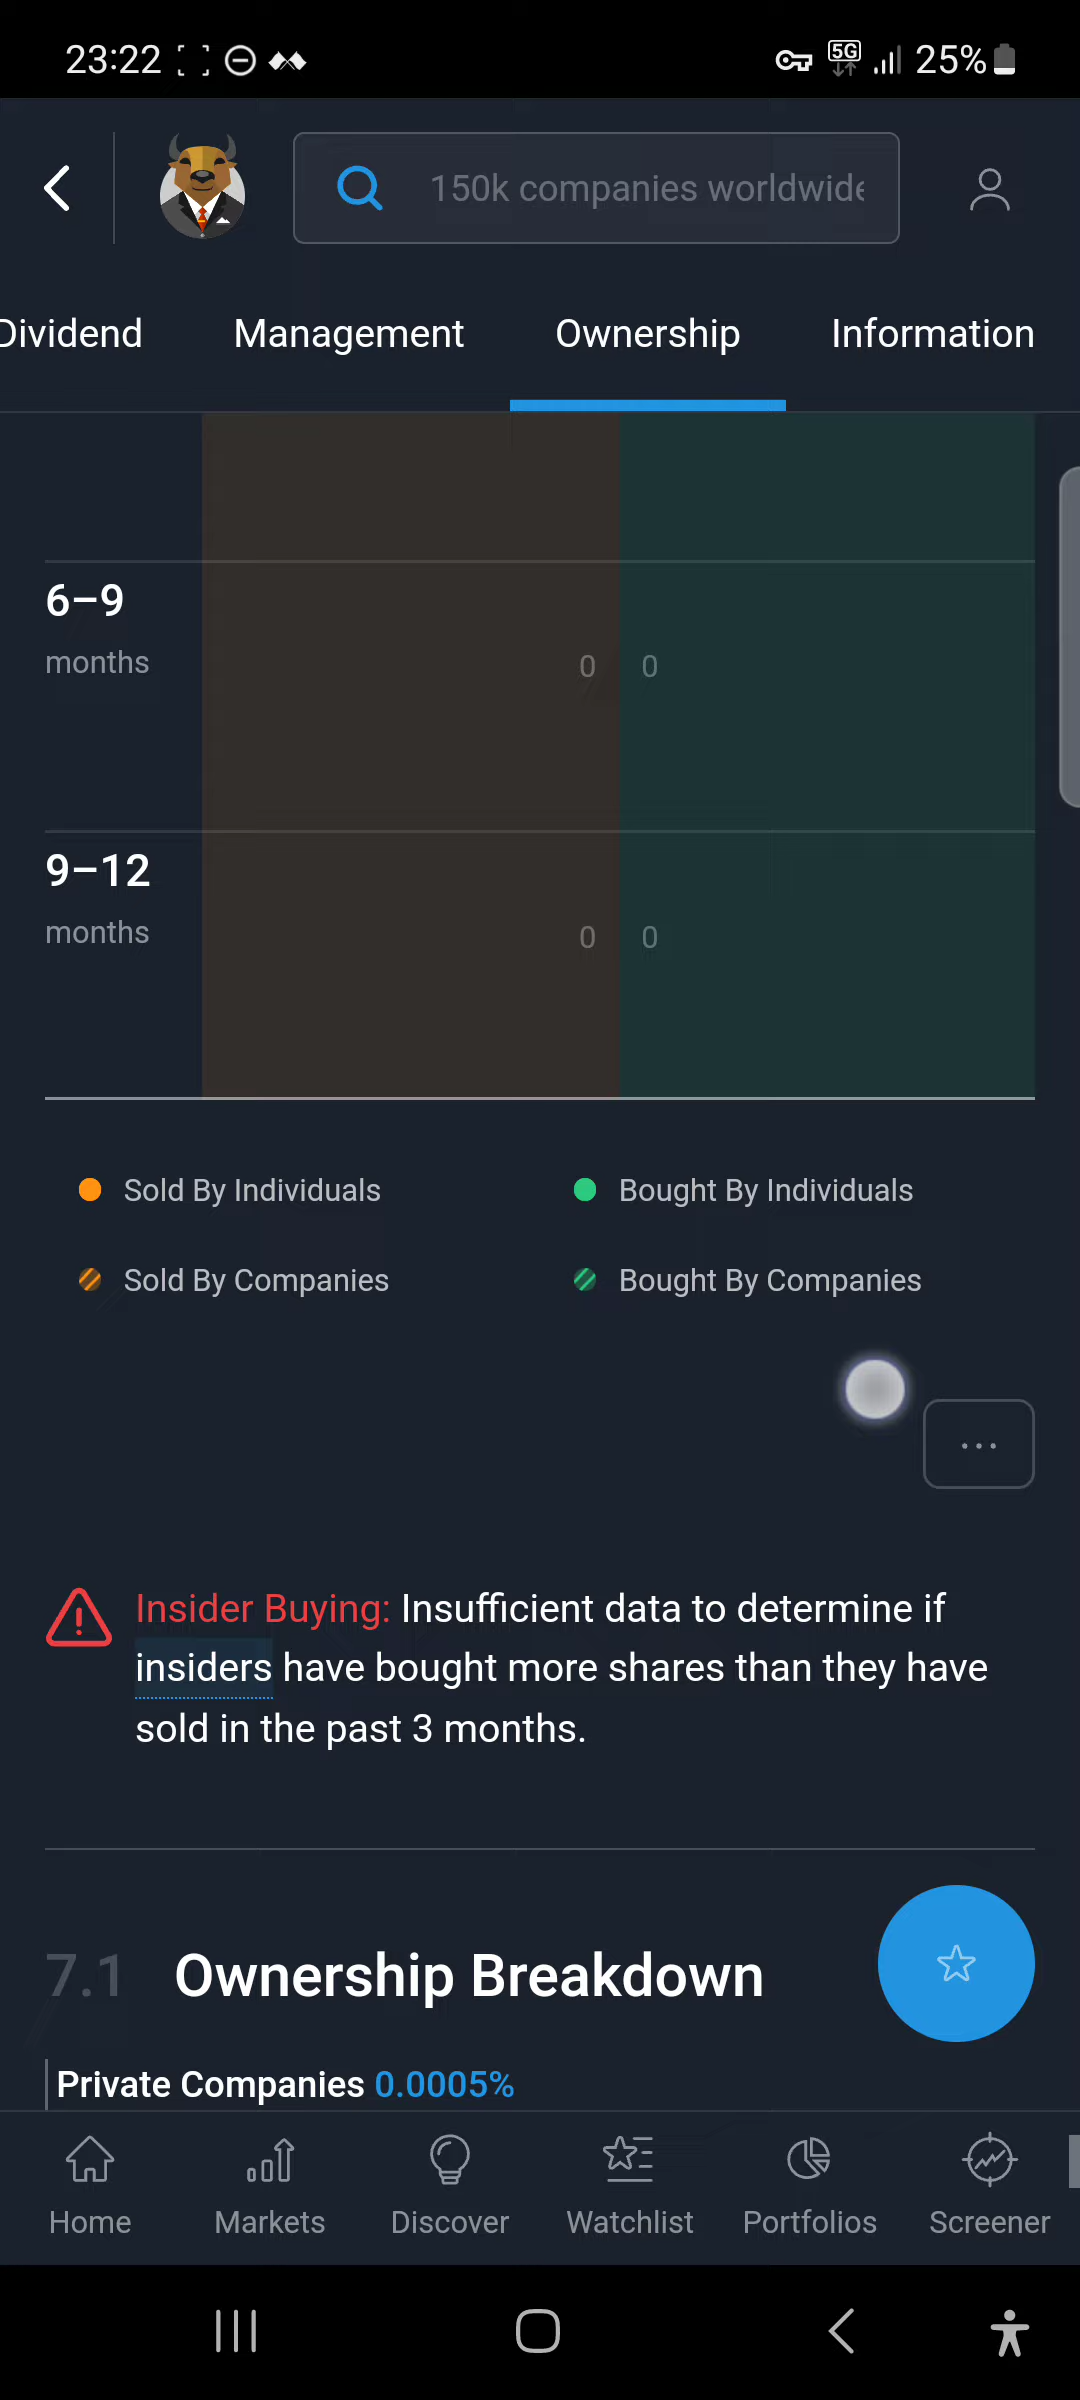 23:22
5G
25%
150k companies worldwide
Dividend Management Ownership Information
6–9
months
0 0
9–12
months
0 0
Sold By Individuals
Bought By Individuals
Sold By Companies
Bought By Companies
Insider Buying: Insufficient data to determine if
insiders have bought more shares than they have
sold in the past 3 months.
7.1 Ownership Breakdown
Private Companies 0.0005%
Home Markets Discover Watchlist Portfolios Screener